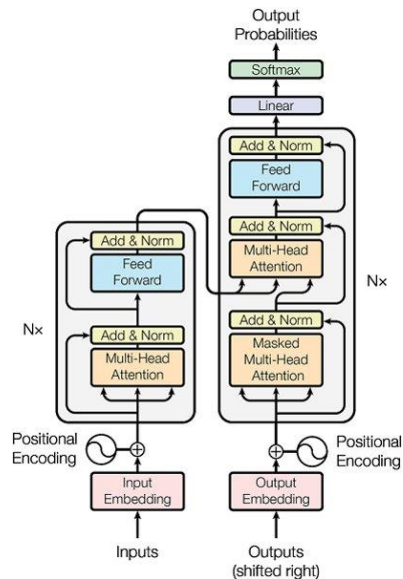 Output
Probabilities
Softmax
Linear
Add & Norm
Feed
Forward
Add & Norm
Multi-Head
Attention
Add & Norm
Masked
Multi-Head
Attention
N×
Add & Norm
Feed
Forward
Add & Norm
Multi-Head
Attention
N×
Positional
Encoding
Positional
Encoding
Input
Embedding
Output
Embedding
Inputs
Outputs
(shifted right)